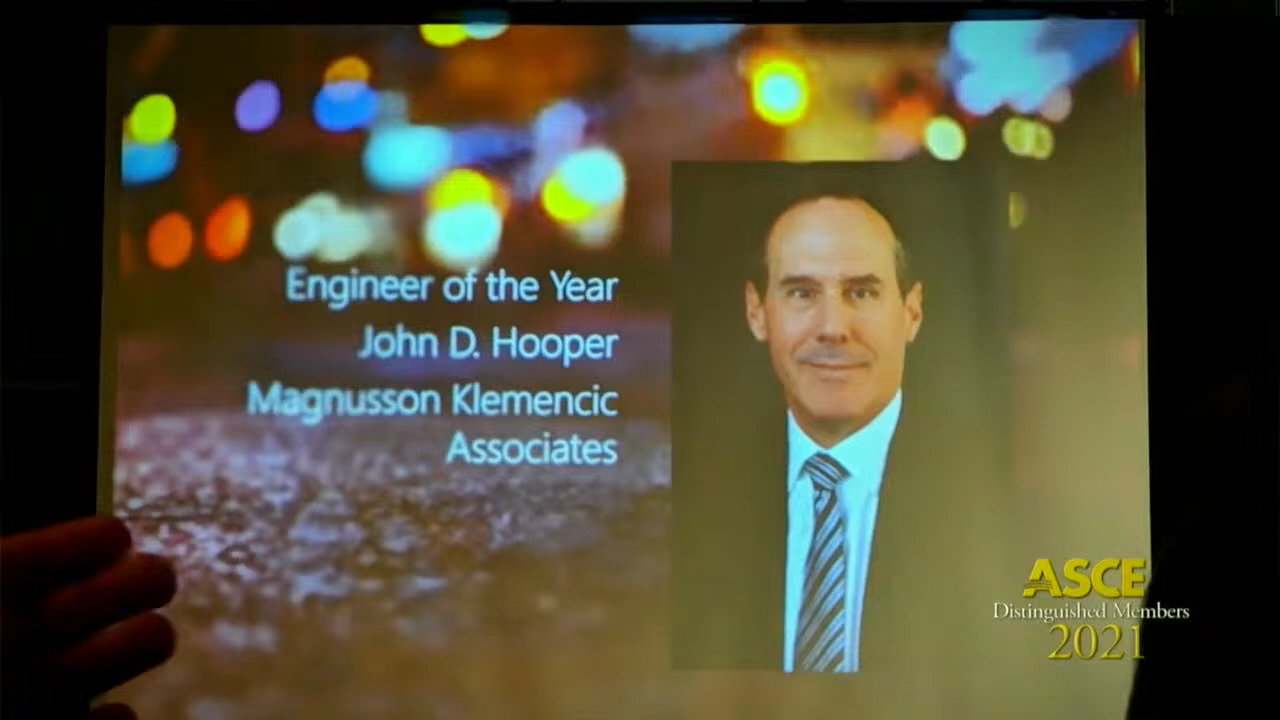 Engineer of the Year
John D. Hooper
Magnusson Klemencic
Associates
ASCE
Distinguished Members
2021